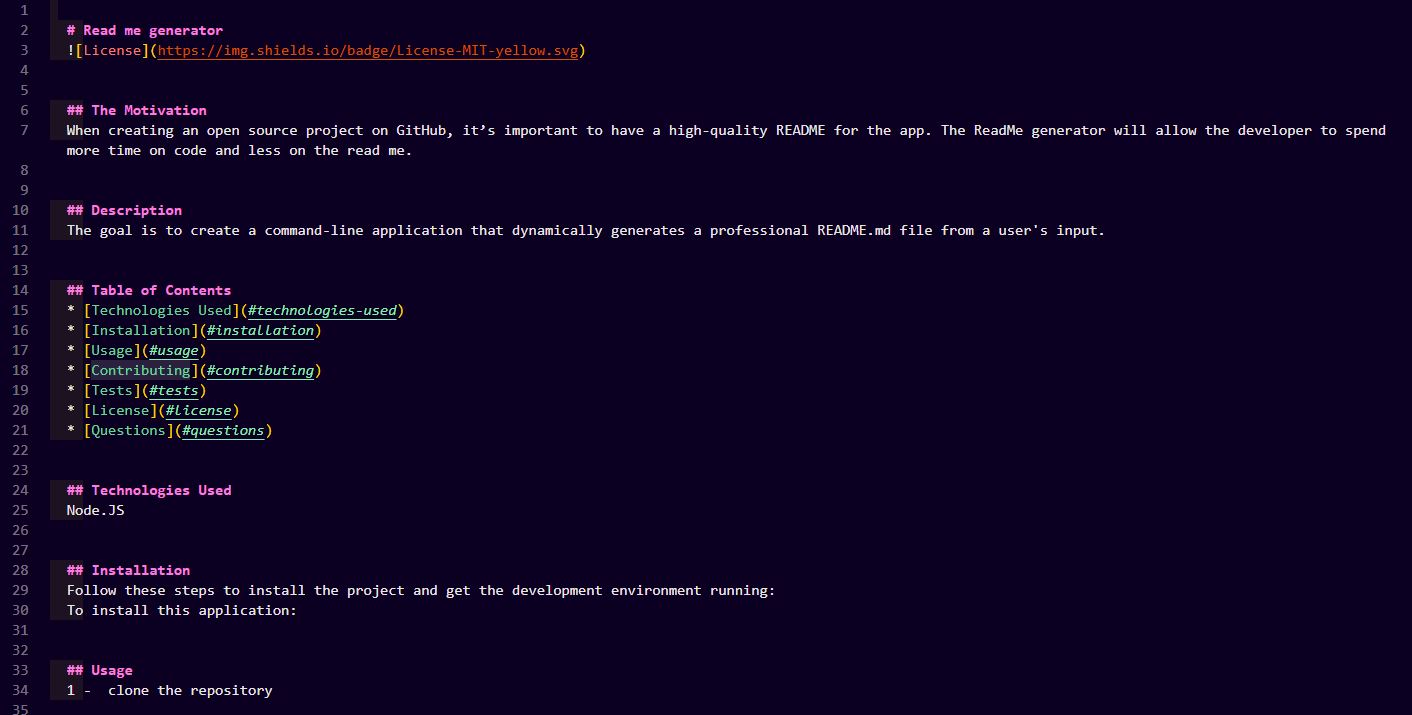 1
2 # Read me generator
3 ![License](https://img.shields.io/badge/License-MIT-yellow.svg)
4
5
6 ## The Motivation
7 When creating an open source project on GitHub, it’s important to have a high-quality README for the app. The ReadMe generator will allow the developer to spend
more time on code and less on the read me.
8
9
10 ## Description
11 The goal is to create a command-line application that dynamically generates a professional README.md file from a user's input.
12
13
14 ## Table of Contents
15 * [Technologies Used](#technologies-used)
16 * [Installation](#installation)
17 * [Usage](#usage)
18 * [Contributing](#contributing)
19 * [Tests](#tests)
20 * [License](#license)
21 * [Questions](#questions)
22
23
24 ## Technologies Used
25 Node.JS
26
27
28 ## Installation
29 Follow these steps to install the project and get the development environment running:
30 To install this application:
31
32
33 ## Usage
34 1 -  clone the repository
35